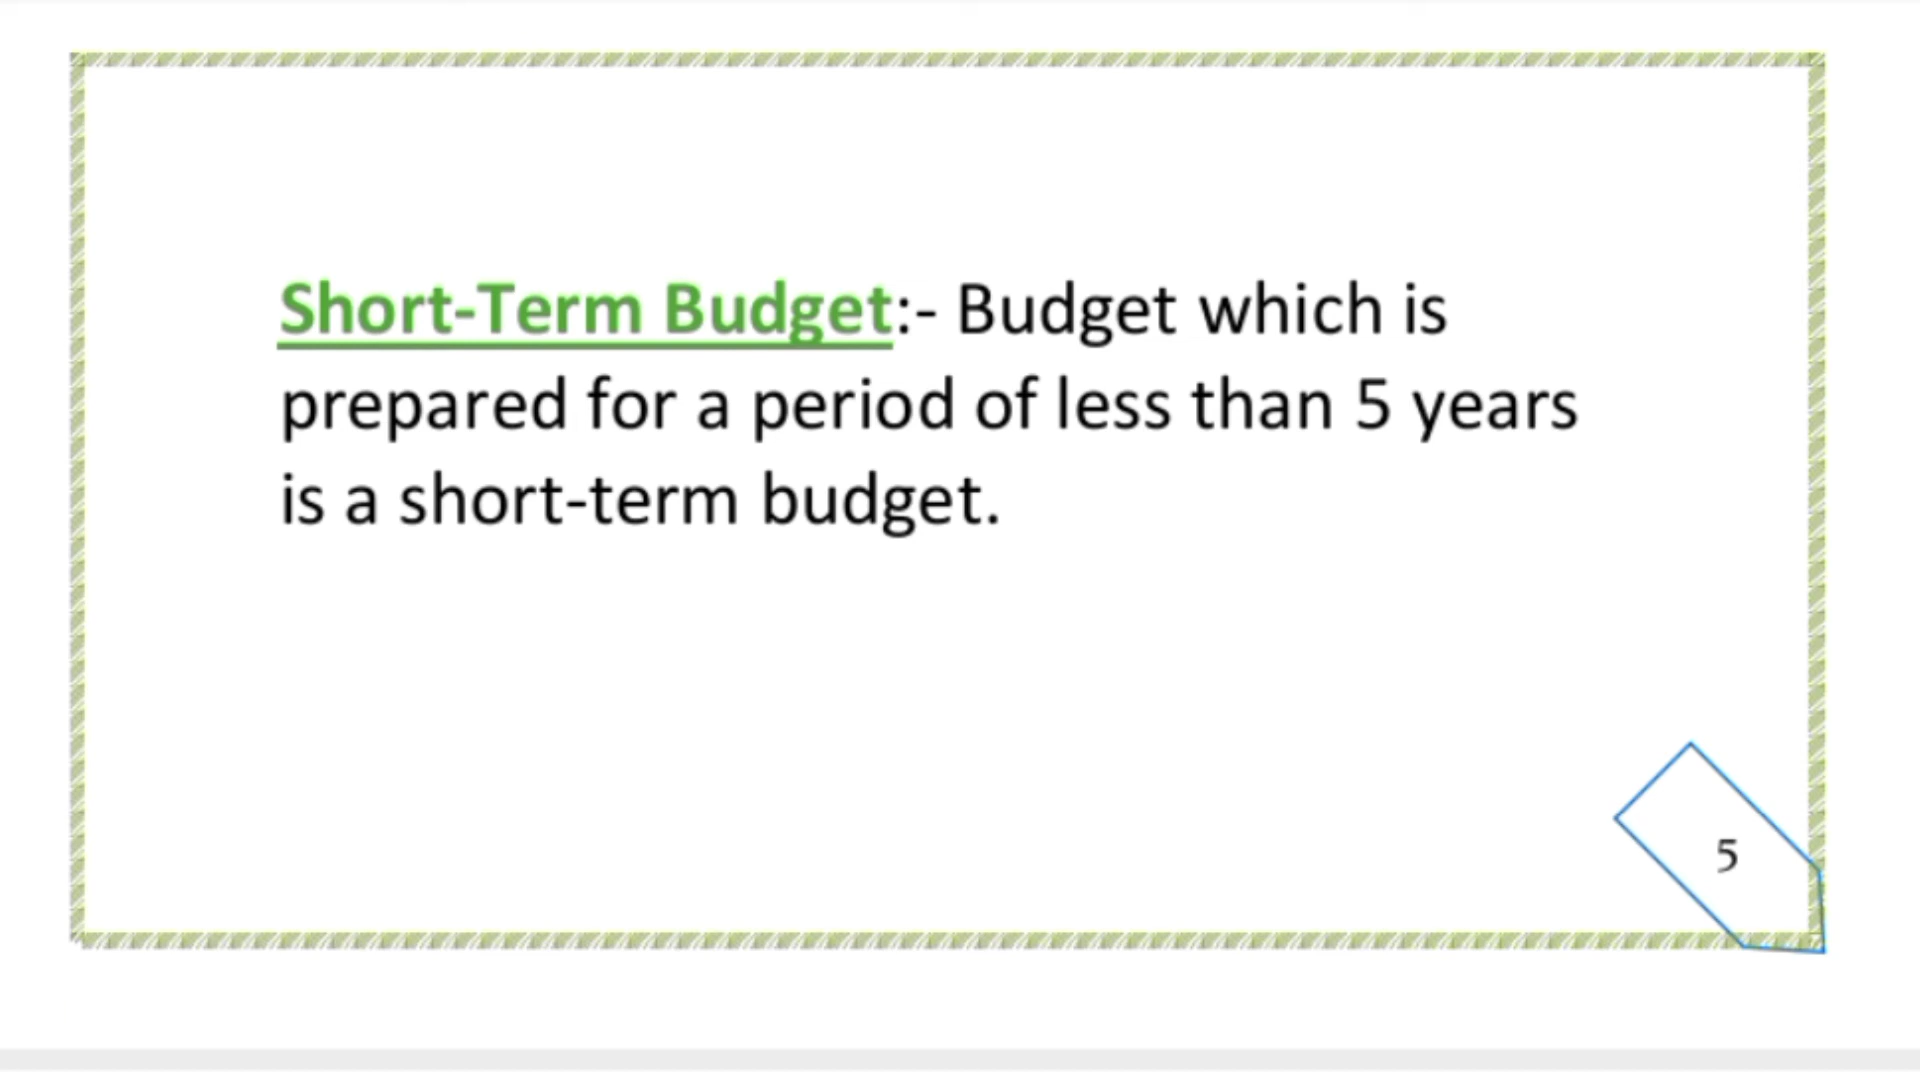 Short-Term Budget:- Budget which is
prepared for a period of less than 5 years
is a short-term budget.
5